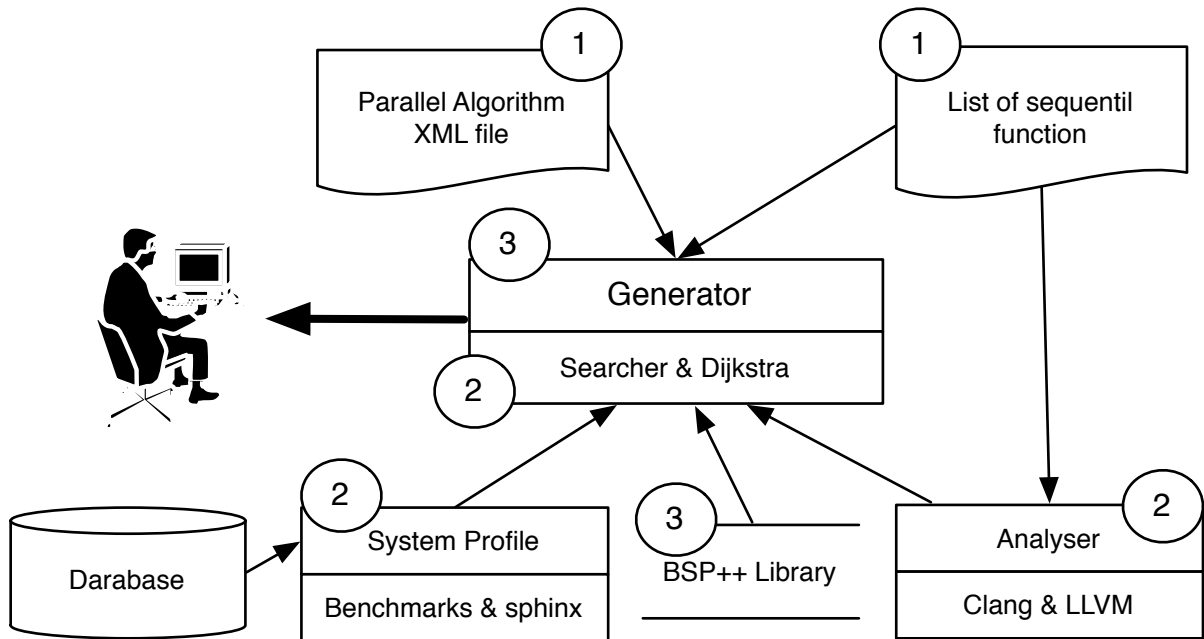 1
1
Parallel Algorithm
XML file
List of sequentil
function
3
Generator
2
Searcher & Dijkstra
2
System Profile
Benchmarks & sphinx
Darabase
3
BSP++ Library
2
Analyser
Clang & LLVM